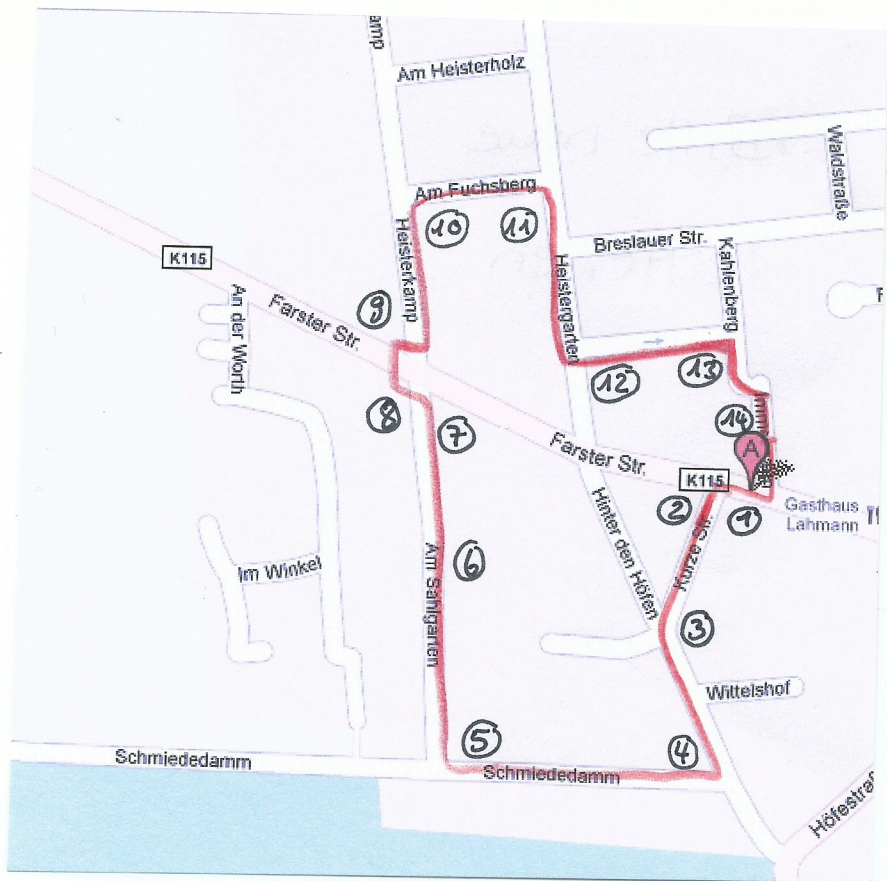 amp
Am Heisterholz
Waldstraße
Am Fuchsberg
10
11
Heisterkamp
Breslauer Str.
Kahlenberg
K115
Heistergarten
An der Worth
9
Farster Str.
12
13
8
7
14
A
Farster Str.
K115
2
1
Gasthaus
Lahmann
Kurze Str.
Hinter den Höfen
6
Im Winkel
Am Sahlgarten
3
Wittelshof
5
4
Schmiededamm
Schmiededamm
Höfestraß